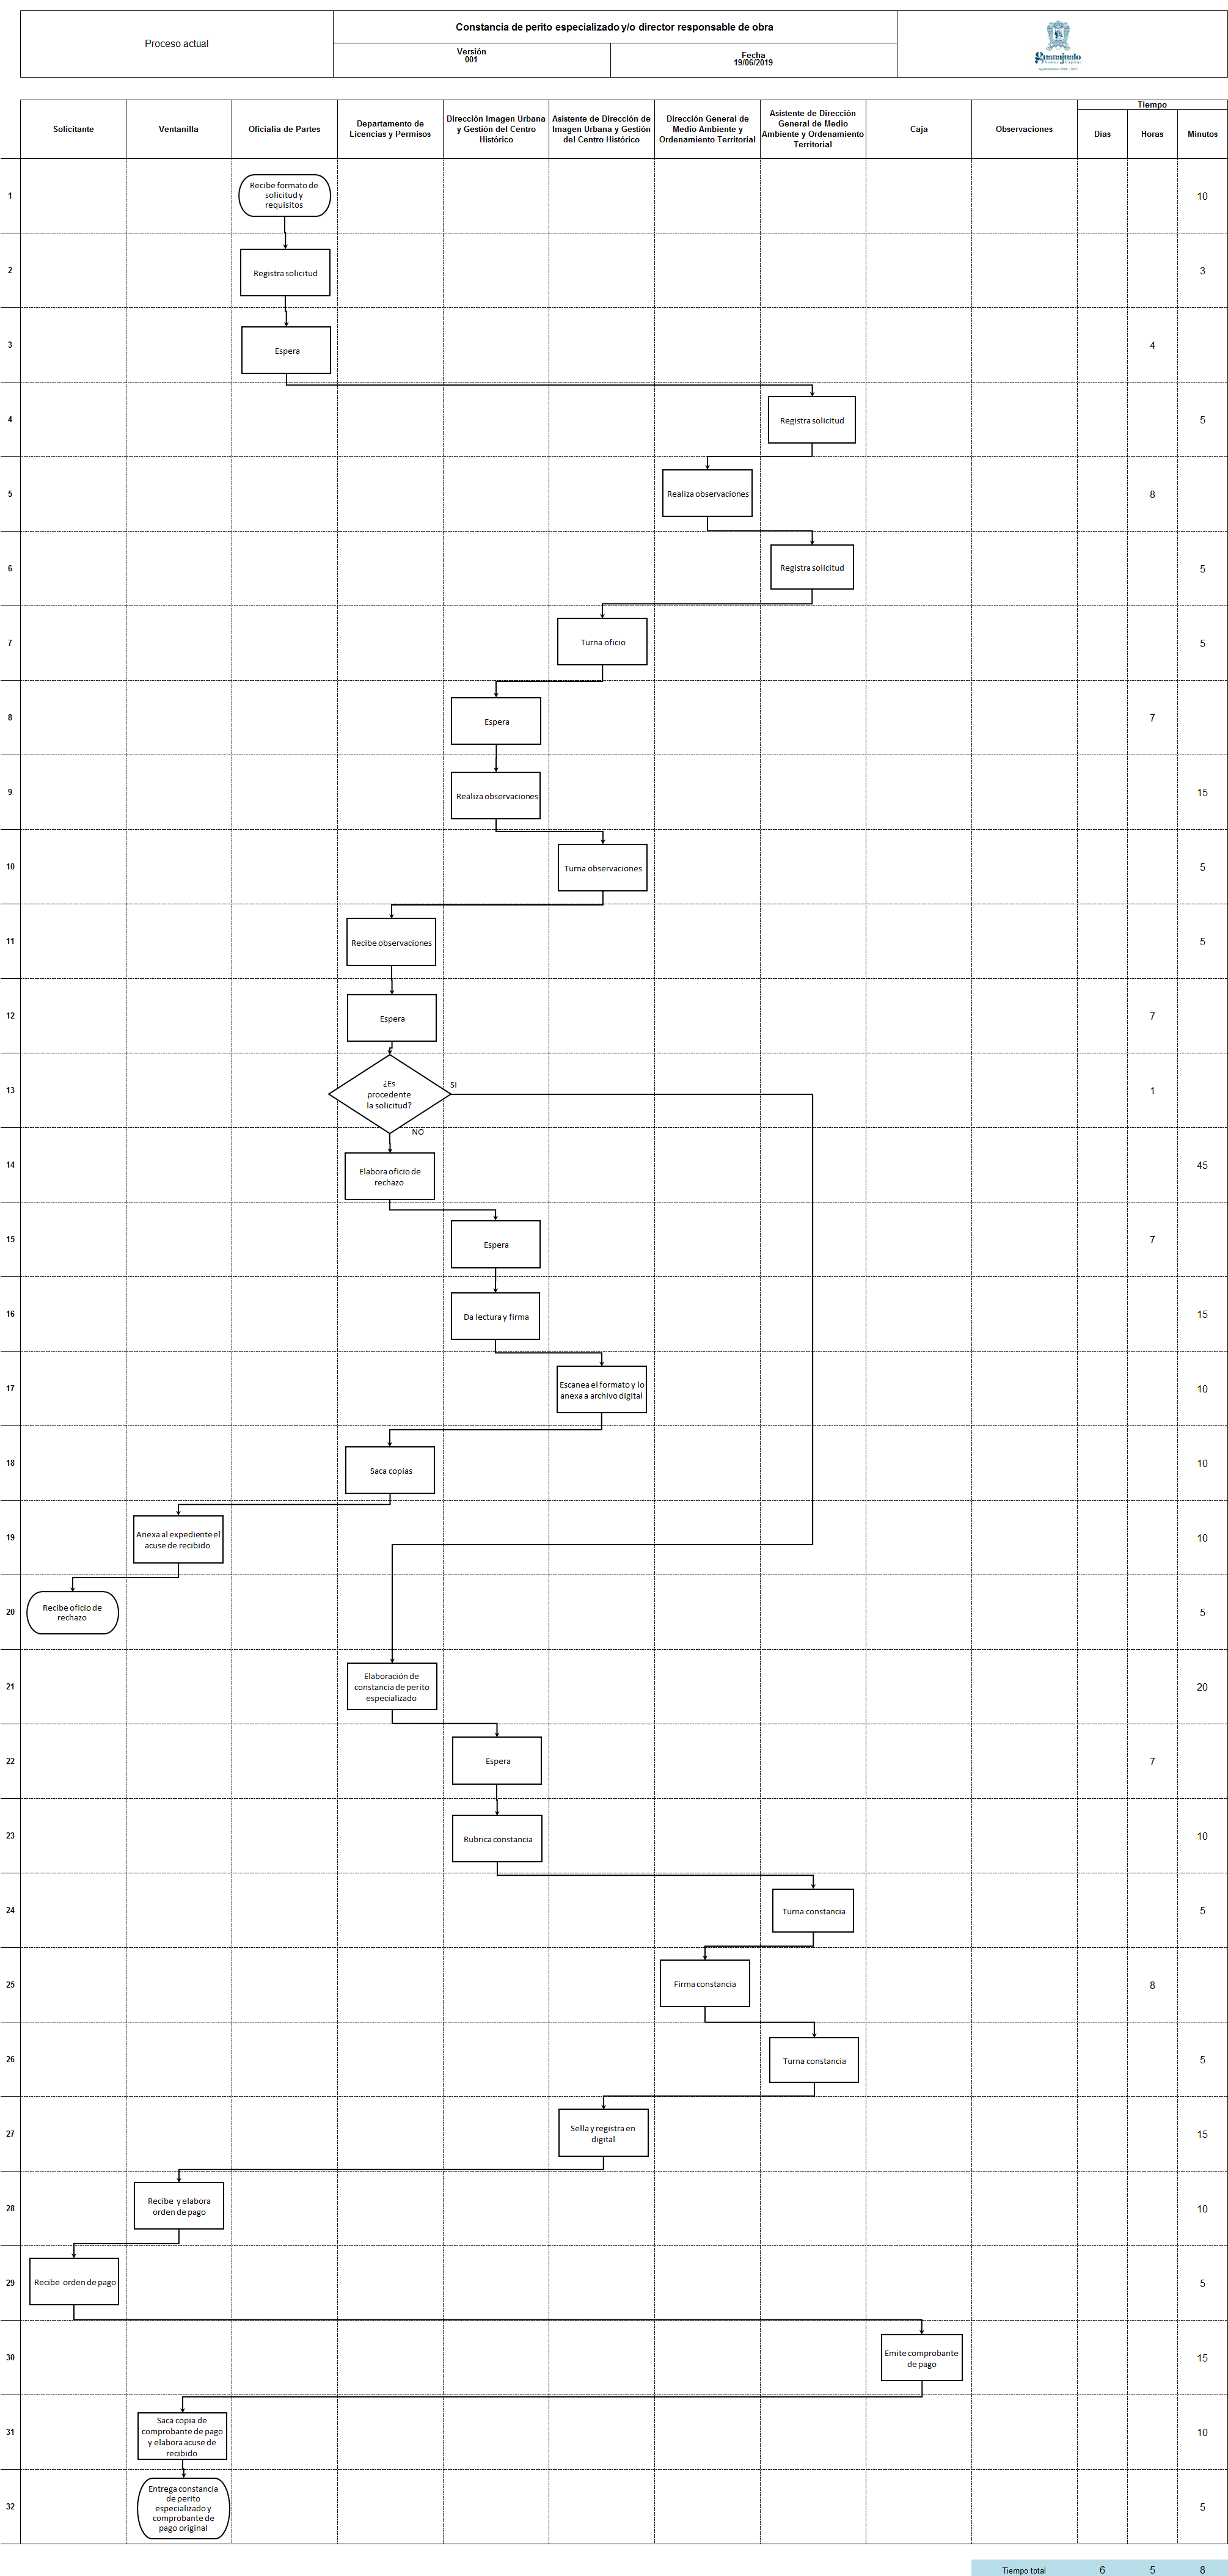 Proceso actual
Constancia de perito especializado y/o director responsable de obra
Versión
001
Fecha
19/06/2019
guanajuato
Solicitante
Ventanilla
Oficialia de Partes
Departamento de
Licencias y Permisos
Dirección Imagen Urbana
y Gestión del Centro
Histórico
Asistente de Dirección de
Imagen Urbana y Gestión
del Centro Histórico
Dirección General de
Medio Ambiente y
Ordenamiento Territorial
Asistente de Dirección
General de Medio
Ambiente y Ordenamiento
Territorial
Caja
Observaciones
Tiempo
Dias
Horas
Minutos
1
Recibe formato de
solicitud y
requisitos
10
2
Registra solicitud
3
3
Espera
4
4
Registra solicitud
5
5
Realiza observaciones
8
6
Registra solicitud
5
7
Turna oficio
5
8
Espera
7
9
Realiza observaciones
15
10
Turna observaciones
5
11
Recibe observaciones
5
12
Espera
7
13
¿Es
procedente
la solicitud?
SI
NO
1
14
Elabora oficio de
rechazo
45
15
Espera
7
16
Da lectura y firma
15
17
Escanea el formato y lo
anexa a archivo digital
10
18
Saca copias
10
19
Anexa al expediente el
acuse de recibido
10
20
Recibe oficio de
rechazo
5
21
Elaboración de
constancia de perito
especializado
20
22
Espera
7
23
Rubrica constancia
10
24
Turna constancia
5
25
Firma constancia
8
26
Turna constancia
5
27
Sella y registra en
digital
15
28
Recibe y elabora
orden de pago
10
29
Recibe orden de pago
5
30
Emite comprobante
de pago
15
31
Saca copia de
comprobante de pago
y elabora acuse de
recibido
10
32
Entrega constancia
de perito
especializado y
comprobante de
pago original
5
Tiempo total
6
5
8